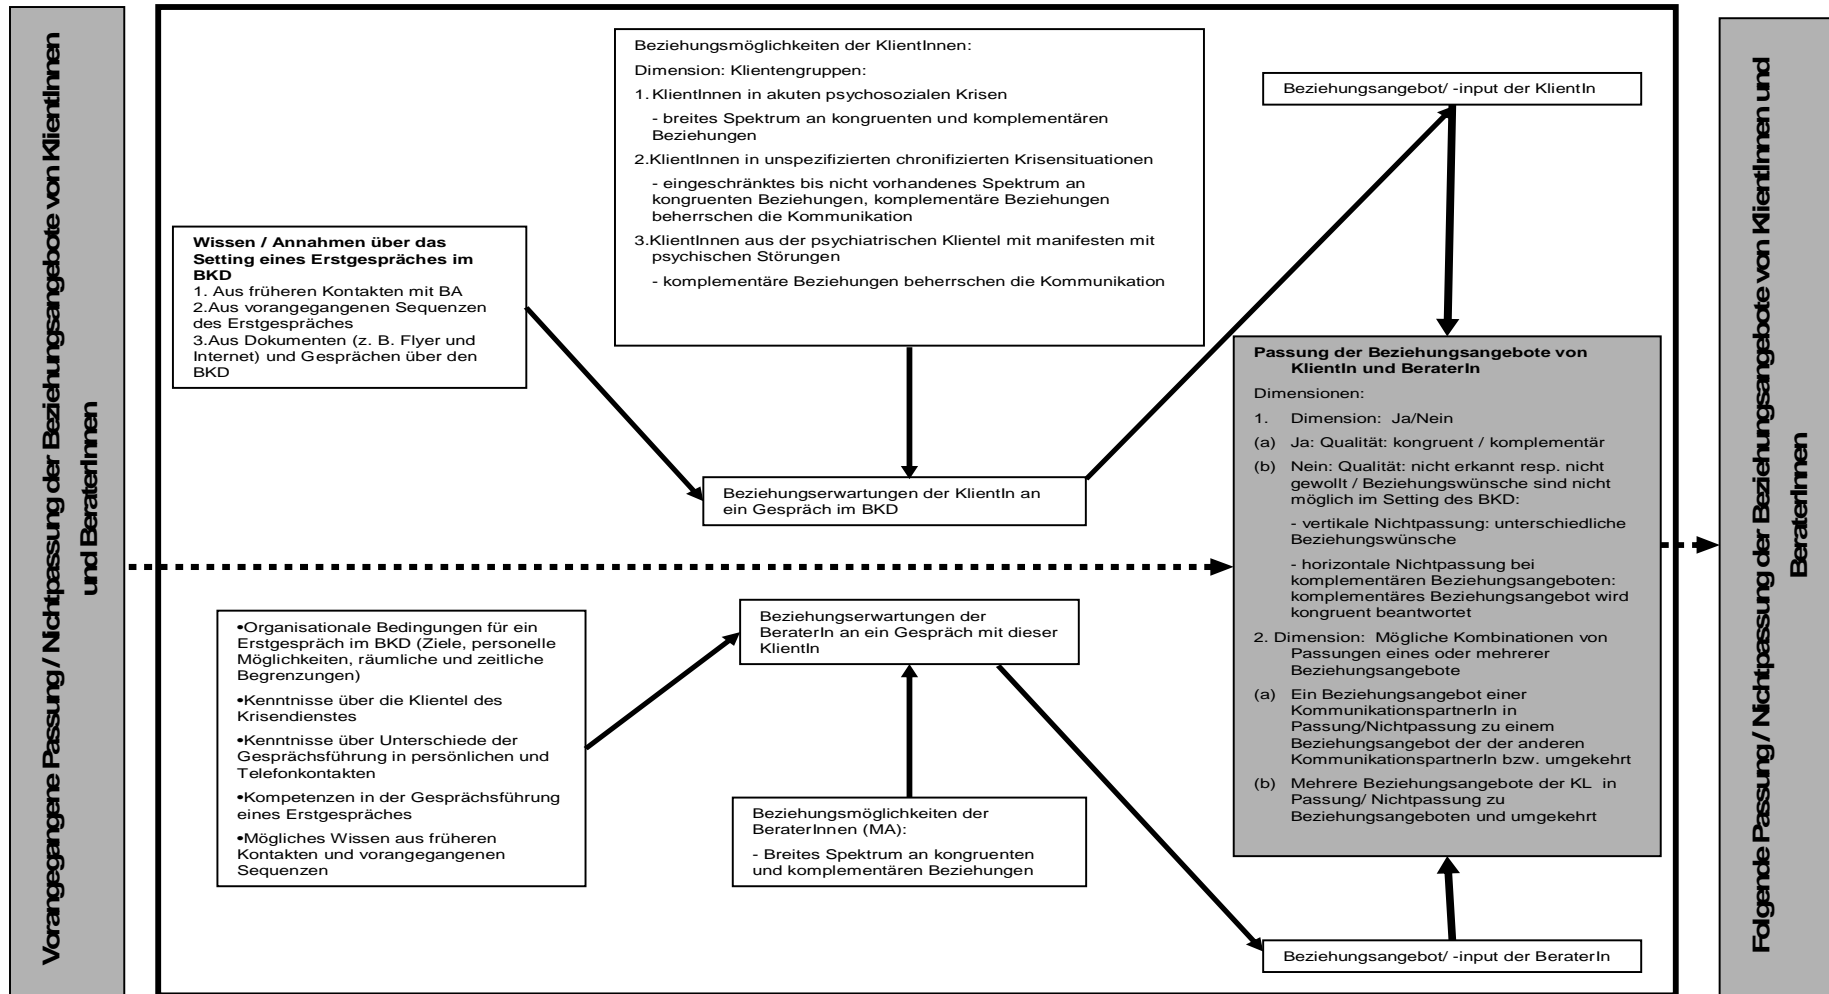 Vorangegangene Passung / Nichtpassung der Beziehungsangebote von KlientInnen
und BeraterInnen
Wissen / Annahmen über das
Setting eines Erstgespräches im
BKD
1. Aus früheren Kontakten mit BA
2.Aus vorangegangenen Sequenzen
des Erstgespräches
3.Aus Dokumenten (z. B. Flyer und
Internet) und Gesprächen über den
BKD
Beziehungsmöglichkeiten der KlientInnen:
Dimension: Klientengruppen:
1. KlientInnen in akuten psychosozialen Krisen
- breites Spektrum an kongruenten und komplementären
Beziehungen
2.KlientInnen in unspezifizierten chronifizierten Krisensituationen
- eingeschränktes bis nicht vorhandenes Spektrum an
kongruenten Beziehungen, komplementäre Beziehungen
beherrschen die Kommunikation
3.KlientInnen aus der psychiatrischen Klientel mit manifesten mit
psychischen Störungen
- komplementäre Beziehungen beherrschen die Kommunikation
Beziehungsangebot/ -input der KlientIn
Beziehungserwartungen der KlientIn an
ein Gespräch im BKD
•Organisationale Bedingungen für ein
Erstgespräch im BKD (Ziele, personelle
Möglichkeiten, räumliche und zeitliche
Begrenzungen)
•Kenntnisse über die Klientel des
Krisendienstes
•Kenntnisse über Unterschiede der
Gesprächsführung in persönlichen und
Telefonkontakten
•Kompetenzen in der Gesprächsführung
eines Erstgespräches
•Mögliches Wissen aus früheren
Kontakten und vorangegangenen
Sequenzen
Beziehungserwartungen der
BeraterIn an ein Gespräch mit dieser
KlientIn
Beziehungsmöglichkeiten der
BeraterInnen (MA):
- Breites Spektrum an kongruenten
und komplementären Beziehungen
Passung der Beziehungsangebote von
KlientIn und BeraterIn
Dimensionen:
1. Dimension: Ja/Nein
(a) Ja: Qualität: kongruent / komplementär
(b) Nein: Qualität: nicht erkannt resp. nicht
gewollt / Beziehungswünsche sind nicht
möglich im Setting des BKD:
- vertikale Nichtpassung: unterschiedliche
Beziehungswünsche
- horizontale Nichtpassung bei
komplementären Beziehungsangeboten:
komplementäres Beziehungsangebot wird
kongruent beantwortet
2. Dimension: Mögliche Kombinationen von
Passungen eines oder mehrerer
Beziehungsangebote
(a) Ein Beziehungsangebot einer
KommunikationspartnerIn in
Passung/Nichtpassung zu einem
Beziehungsangebot der der anderen
KommunikationspartnerIn bzw. umgekehrt
(b) Mehrere Beziehungsangebote der KL in
Passung/ Nichtpassung zu
Beziehungsangeboten und umgekehrt
Beziehungsangebot/ -input der BeraterIn
Folgende Passung / Nichtpassung der Beziehungsangebote von KlientInnen und
BeraterInnen